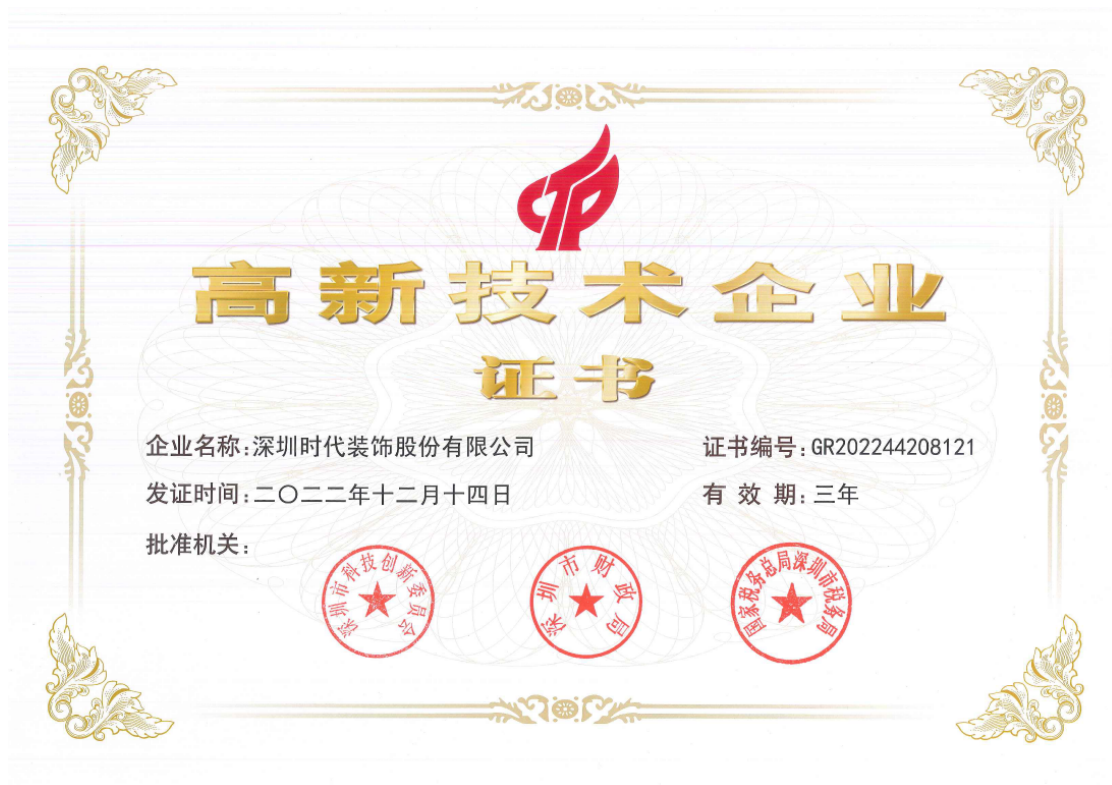 高新技术企业
证书
企业名称:深圳时代装饰股份有限公司
证书编号:GR202244208121
发证时间:二〇二二年十二月十四日
有效期:三年
批准机关:
深圳市科技创新委员会
深圳市财政局
国家税务总局深圳市税务局